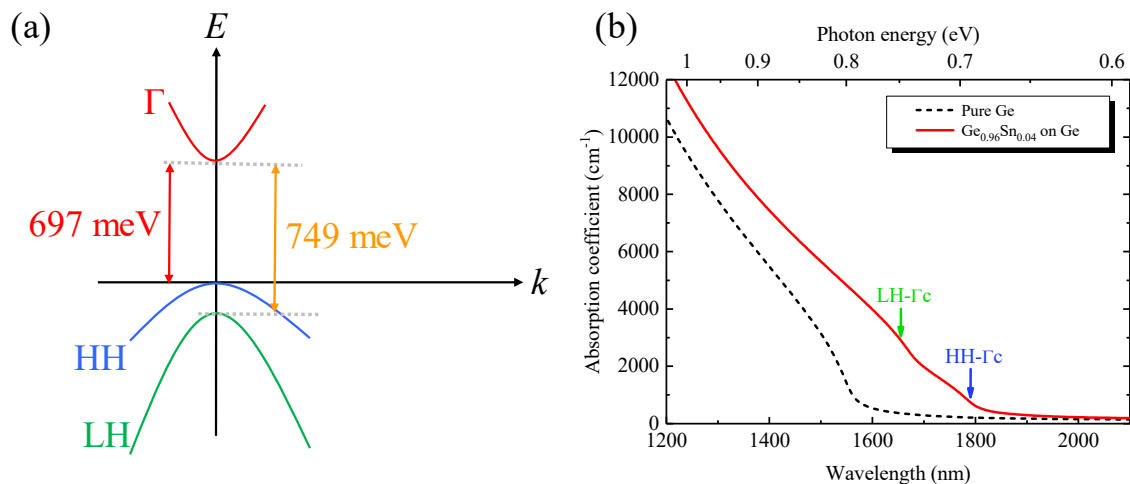 (a)
E
Γ
697 meV
749 meV
k
HH
LH
(b)
Photon energy (eV)
1 0.9 0.8 0.7 0.6
12000
10000
8000
6000
4000
2000
0
Absorption coefficient (cm⁻¹)
Pure Ge
Ge₀.₉₆Sn₀.₀₄ on Ge
LH-Γc
HH-Γc
1200 1400 1600 1800 2000
Wavelength (nm)